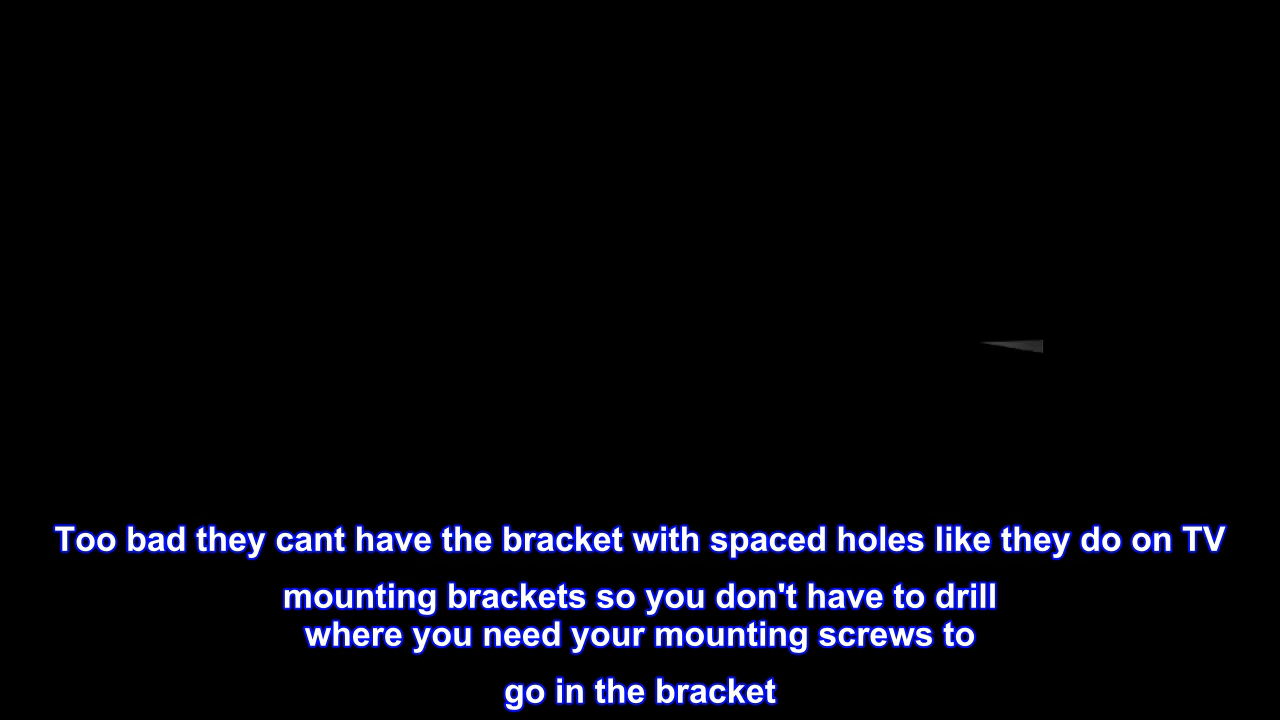 Too bad they cant have the bracket with spaced holes like they do on TV
mounting brackets so you don't have to drill
where you need your mounting screws to
go in the bracket